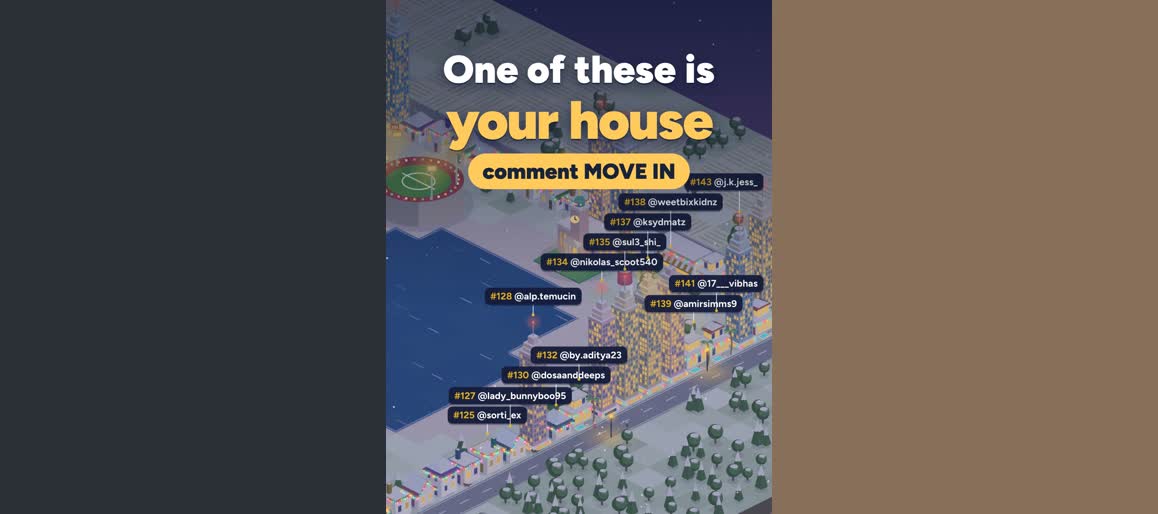 One of these is
your house
comment MOVE IN
#143 @j.k.jess_
#138 @weetbixkidnz
#137 @ksydmatz
#135 @sul3_shi_
#134 @nikolas_scoot540
#141 @17___vibhas
#128 @alp.temucin
#139 @amirsimms9
#132 @by.aditya23
#130 @dosaanddeeps
#127 @lady_bunnyboo95
#125 @sorti_ex